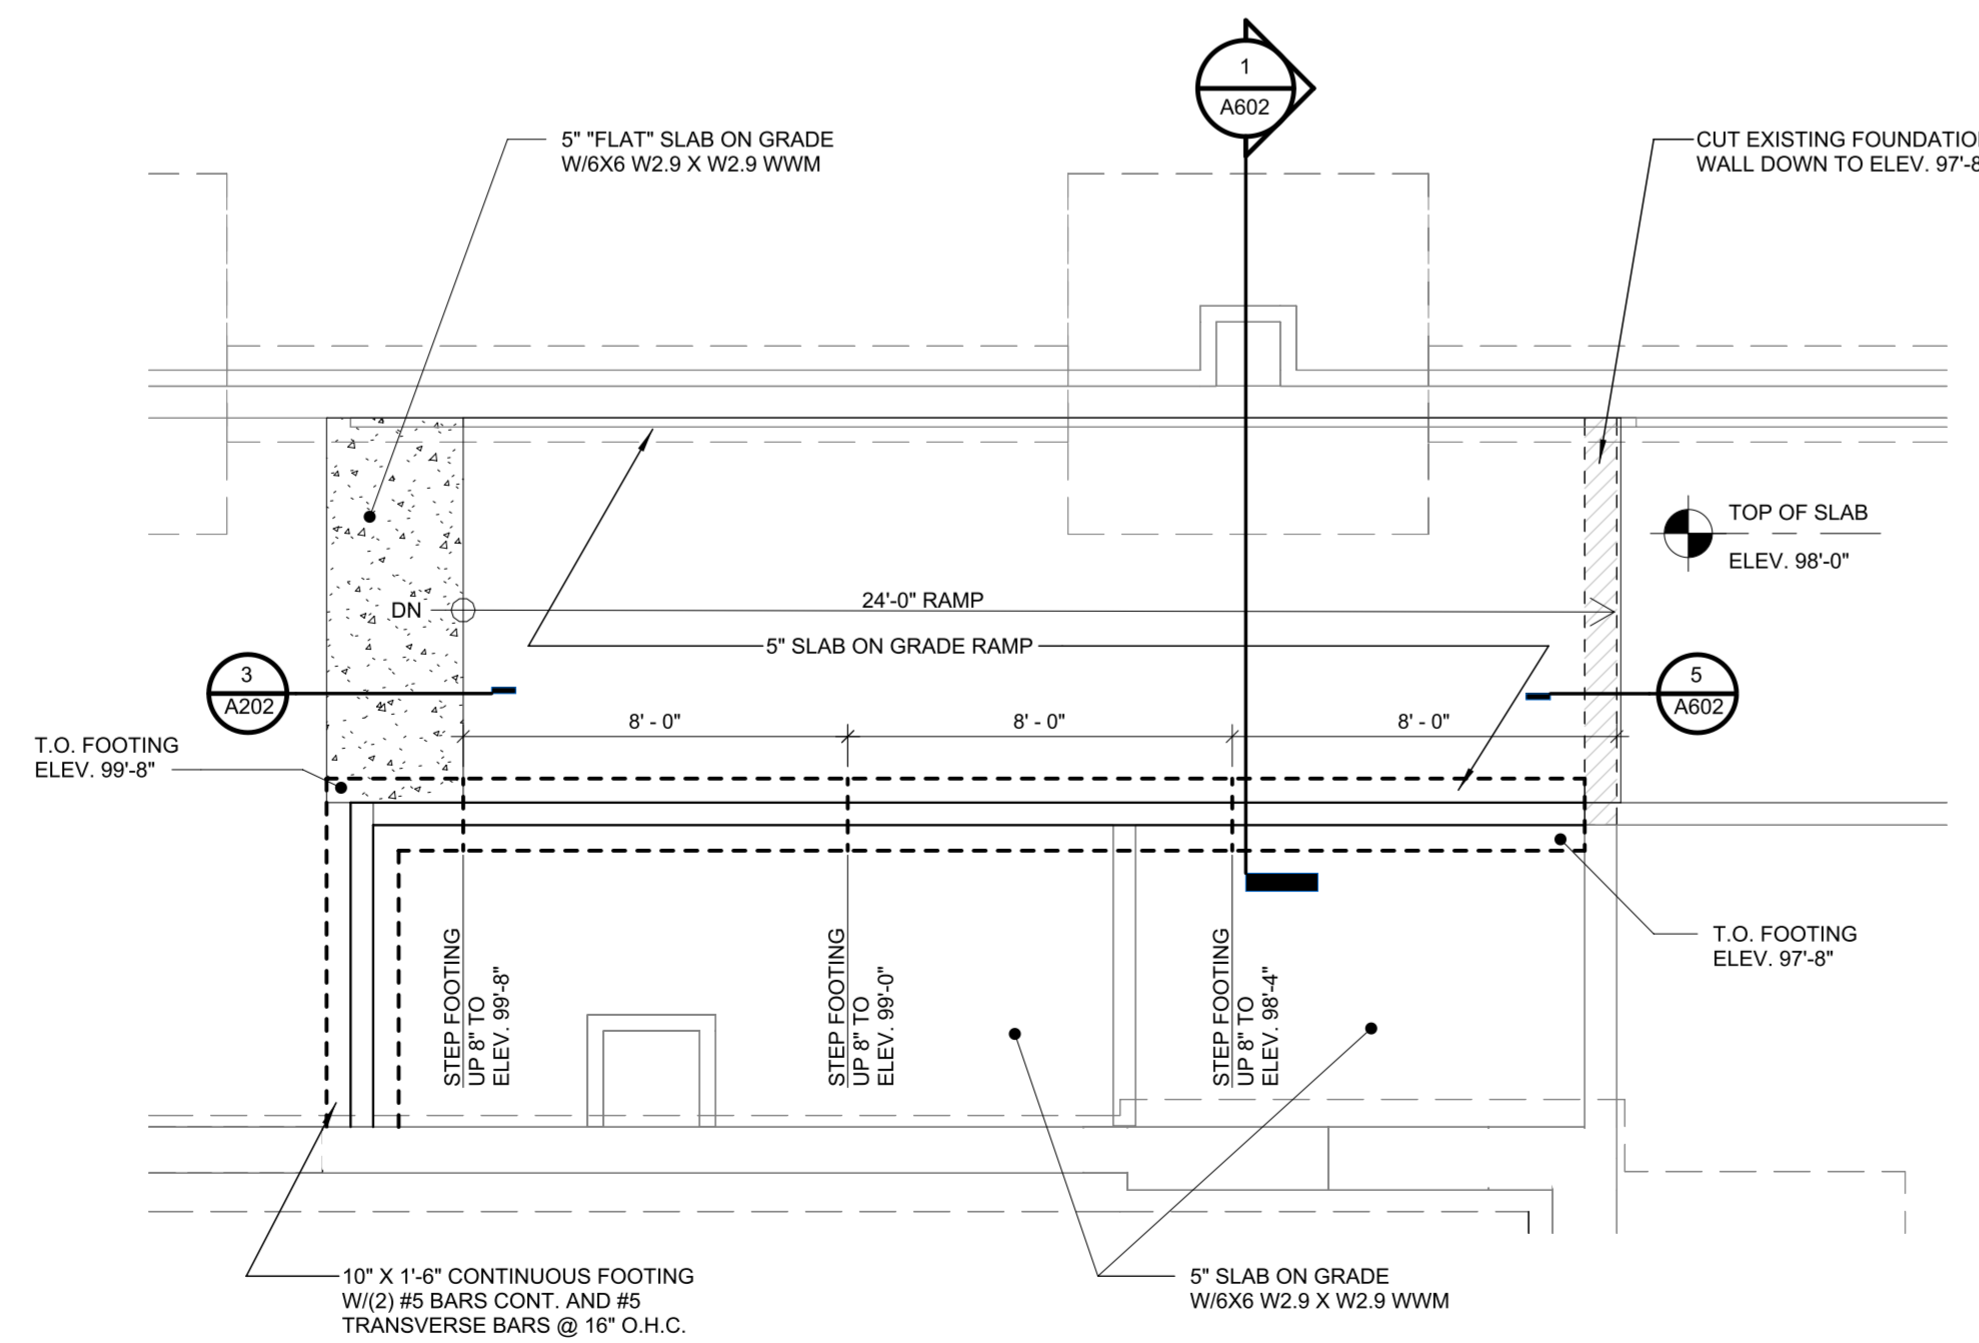 1
A602
5" "FLAT" SLAB ON GRADE
W/6X6 W2.9 X W2.9 WWM
CUT EXISTING FOUNDATION
WALL DOWN TO ELEV. 97'-8
TOP OF SLAB
ELEV. 98'-0"
DN
24'-0" RAMP
5" SLAB ON GRADE RAMP
3
A202
5
A602
8' - 0"
8' - 0"
8' - 0"
T.O. FOOTING
ELEV. 99'-8"
STEP FOOTING
UP 8" TO
ELEV. 99'-8"
STEP FOOTING
UP 8" TO
ELEV. 99'-0"
STEP FOOTING
UP 8" TO
ELEV. 98'-4"
T.O. FOOTING
ELEV. 97'-8"
10" X 1'-6" CONTINUOUS FOOTING
W/(2) #5 BARS CONT. AND #5
TRANSVERSE BARS @ 16" O.H.C.
5" SLAB ON GRADE
W/6X6 W2.9 X W2.9 WWM